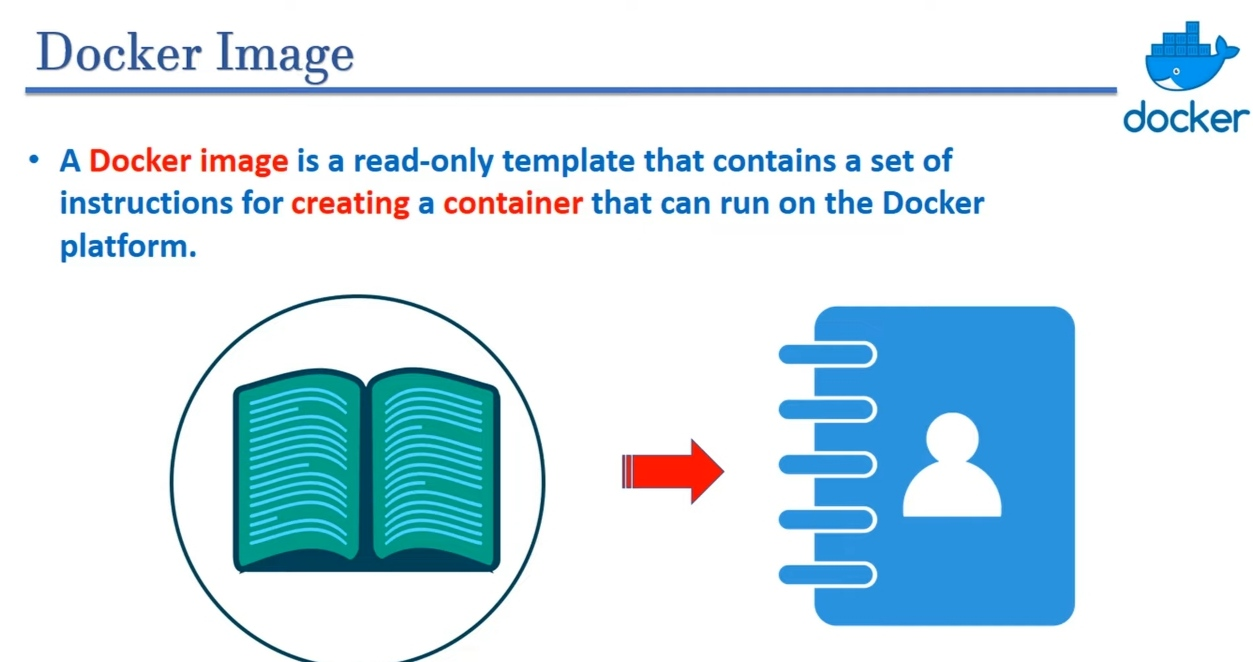 Docker Image
docker
• A Docker image is a read-only template that contains a set of
instructions for creating a container that can run on the Docker
platform.